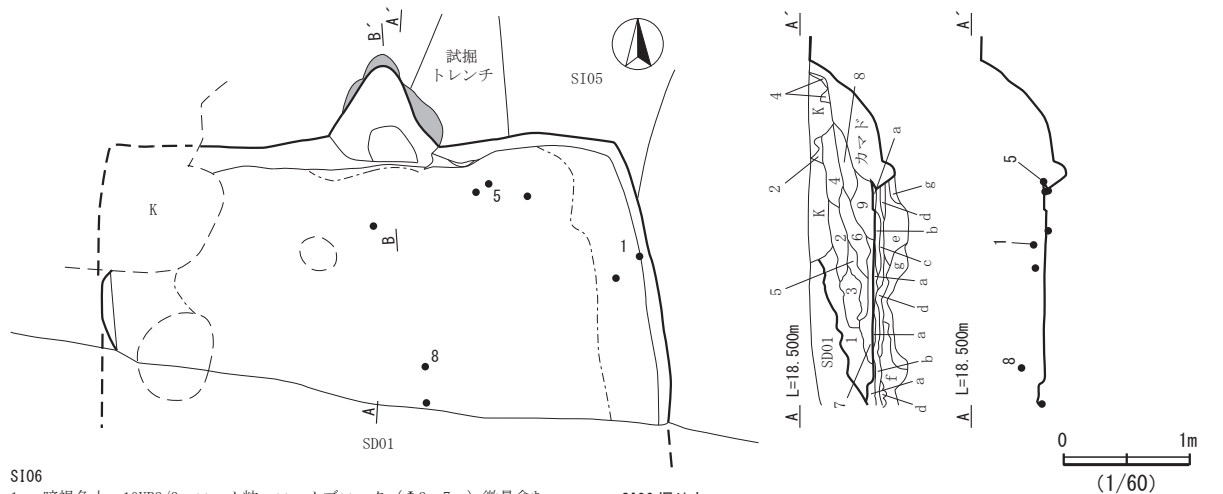 B´
A´
試掘
トレンチ
SI05
K
5
B
1
8
A
SD01
A´
4
K
8
カマド
a
2
4
g
9
d
K
b
2
6
e
c
g
a
5
3
d
L=18.500m
SD01
1
a
b
f
a
7
d
A
A´
5
1
L=18.500m
8
A
0
1m
(1/60)
SI06